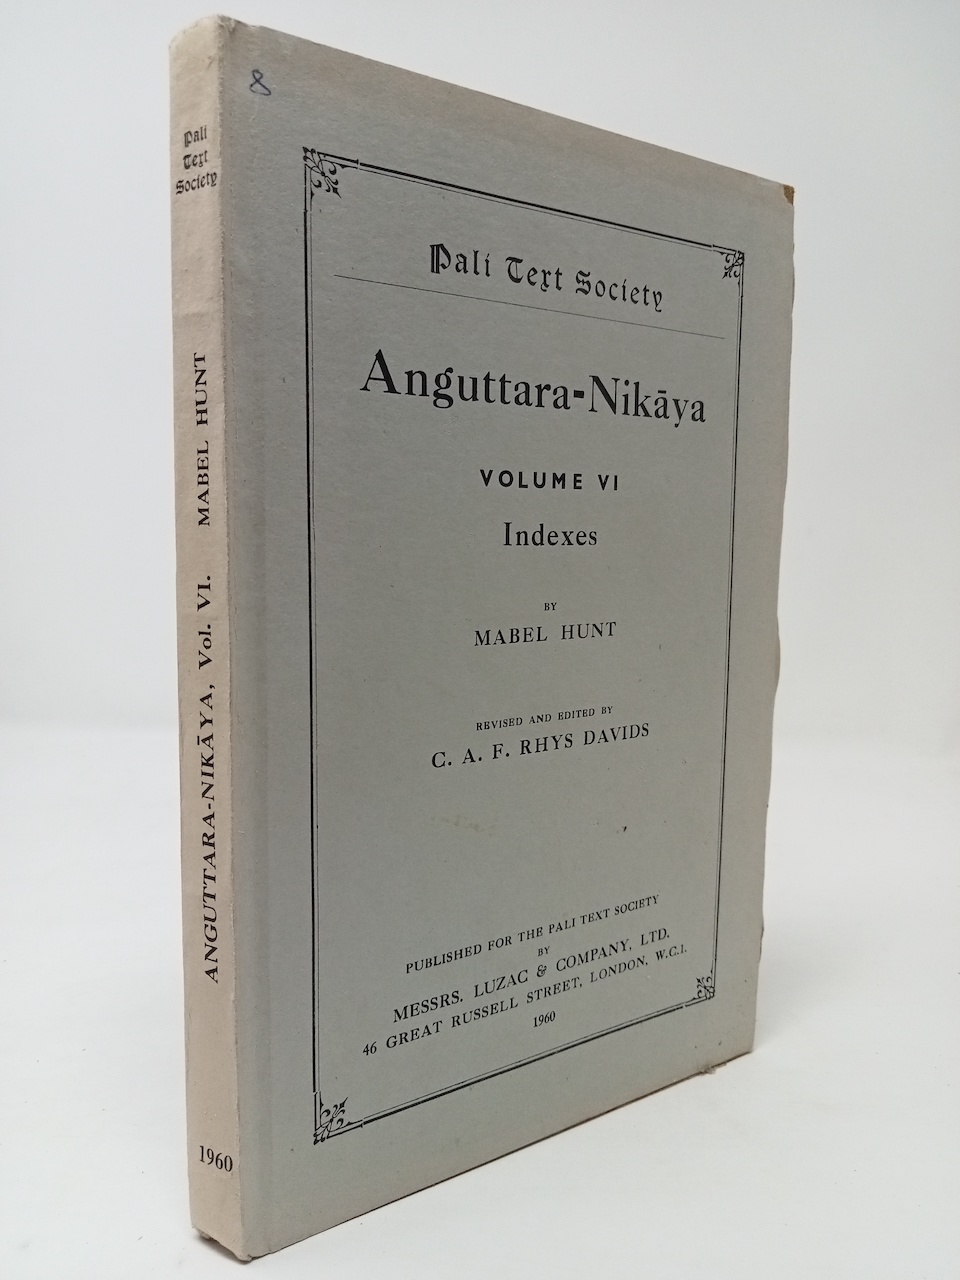 8
Pali
Text
Society
ANGUTTARA-NIKĀYA, Vol. VI. MABEL HUNT
1960
Pali Text Society
Anguttara-Nikāya
VOLUME VI
Indexes
BY
MABEL HUNT
REVISED AND EDITED BY
C. A. F. RHYS DAVIDS
PUBLISHED FOR THE PALI TEXT SOCIETY
BY
MESSRS. LUZAC & COMPANY, LTD.
46 GREAT RUSSELL STREET, LONDON, W.C.1.
1960